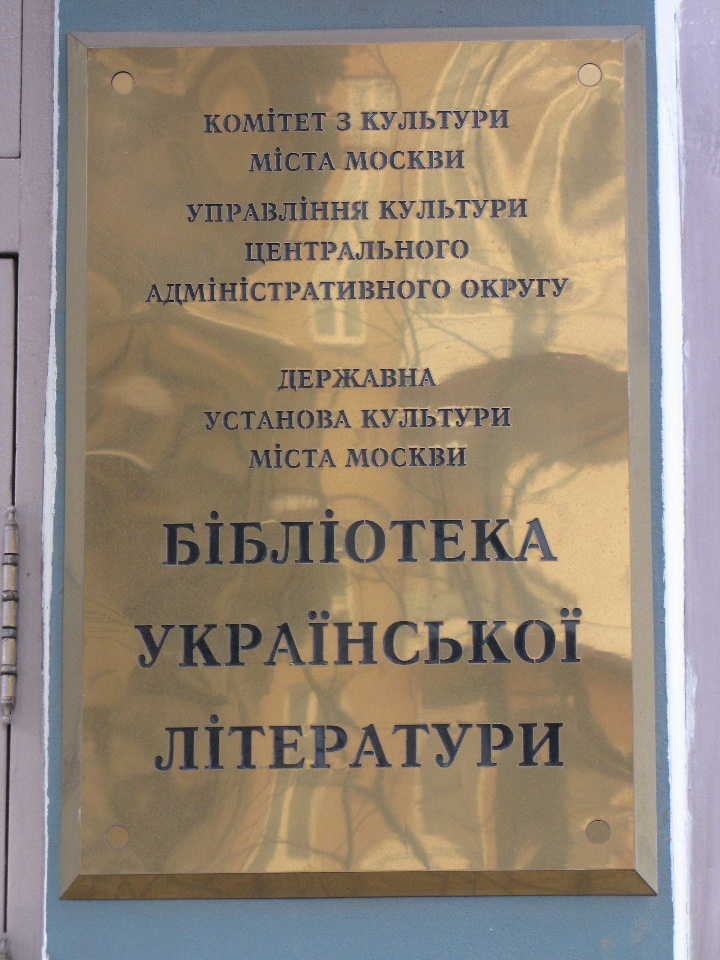 КОМІТЕТ З КУЛЬТУРИ
МІСТА МОСКВИ
УПРАВЛІННЯ КУЛЬТУРИ
ЦЕНТРАЛЬНОГО
АДМІНІСТРАТИВНОГО ОКРУГУ
ДЕРЖАВНА
УСТАНОВА КУЛЬТУРИ
МІСТА МОСКВИ
БІБЛІОТЕКА
УКРАЇНСЬКОЇ
ЛІТЕРАТУРИ